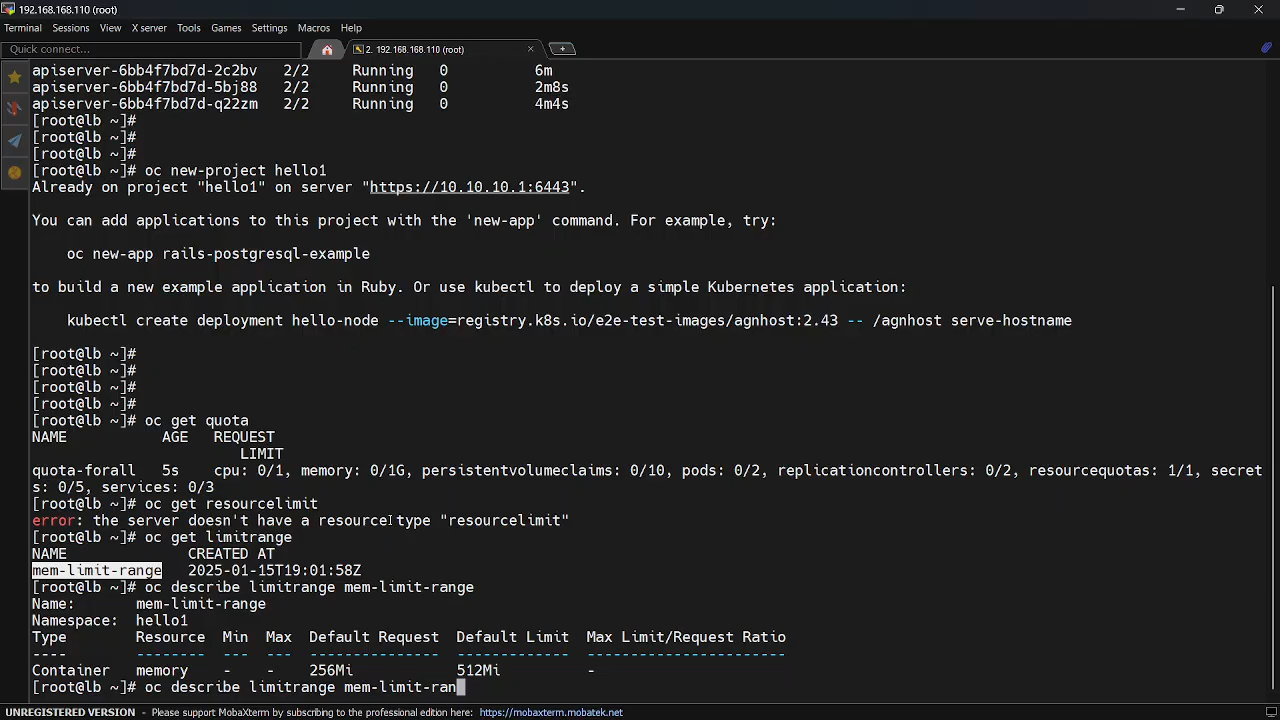 192.168.168.110 (root)
Terminal Sessions View X server Tools Games Settings Macros Help
Quick connect...
2. 192.168.168.110 (root)
apiserver-6bb4f7bd7d-2c2bv 2/2 Running 0 6m
apiserver-6bb4f7bd7d-5bj88 2/2 Running 0 2m8s
apiserver-6bb4f7bd7d-q22zm 2/2 Running 0 4m4s
[root@lb ~]#
[root@lb ~]#
[root@lb ~]#
[root@lb ~]# oc new-project hello1
Already on project "hello1" on server "https://10.10.10.1:6443".
You can add applications to this project with the 'new-app' command. For example, try:
oc new-app rails-postgresql-example
to build a new example application in Ruby. Or use kubectl to deploy a simple Kubernetes application:
kubectl create deployment hello-node --image=registry.k8s.io/e2e-test-images/agnhost:2.43 -- /agnhost serve-hostname
[root@lb ~]#
[root@lb ~]#
[root@lb ~]#
[root@lb ~]#
[root@lb ~]# oc get quota
NAME AGE REQUEST
LIMIT
quota-forall 5s cpu: 0/1, memory: 0/1G, persistentvolumeclaims: 0/10, pods: 0/2, replicationcontrollers: 0/2, resourcequotas: 1/1, secret
s: 0/5, services: 0/3
[root@lb ~]# oc get resourcelimit
error: the server doesn't have a resource type "resourcelimit"
[root@lb ~]# oc get limitrange
NAME CREATED AT
mem-limit-range 2025-01-15T19:01:58Z
[root@lb ~]# oc describe limitrange mem-limit-range
Name: mem-limit-range
Namespace: hello1
Type Resource Min Max Default Request Default Limit Max Limit/Request Ratio
---- -------- --- --- --------------- ------------- -----------------------
Container memory - - 256Mi 512Mi -
[root@lb ~]# oc describe limitrange mem-limit-ran
UNREGISTERED VERSION - Please support MobaXterm by subscribing to the professional edition here: https://mobaxterm.mobatek.net